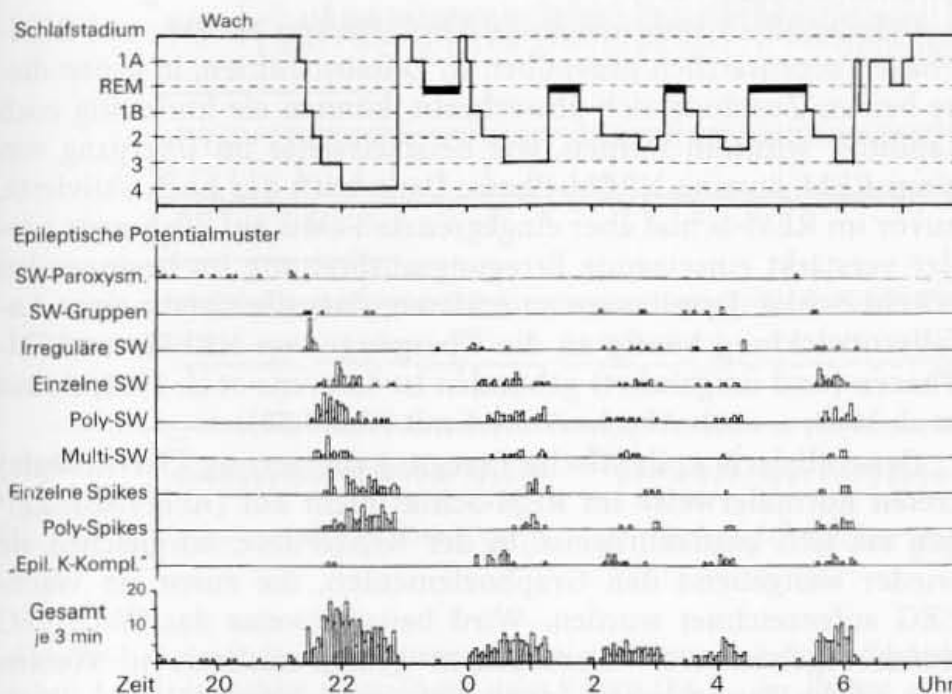 Wach
Schlafstadium
1A
REM
1B
2
3
4
Epileptische Potentialmuster
SW-Paroxysm.
SW-Gruppen
Irreguläre SW
Einzelne SW
Poly-SW
Multi-SW
Einzelne Spikes
Poly-Spikes
"Epil. K-Kompl."
20
Gesamt
je 3 min
10
Zeit 20 22 0 2 4 6 Uhr